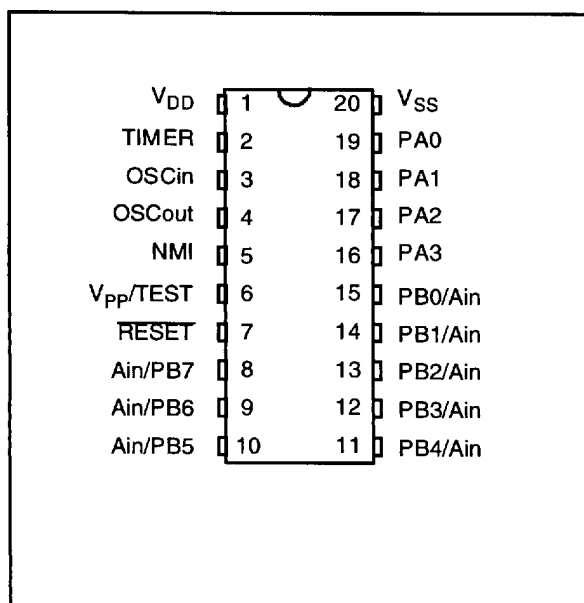 VDD 1 20 VSS
TIMER 2 19 PA0
OSCin 3 18 PA1
OSCout 4 17 PA2
NMI 5 16 PA3
VPP/TEST 6 15 PB0/Ain
RESET 7 14 PB1/Ain
Ain/PB7 8 13 PB2/Ain
Ain/PB6 9 12 PB3/Ain
Ain/PB5 10 11 PB4/Ain